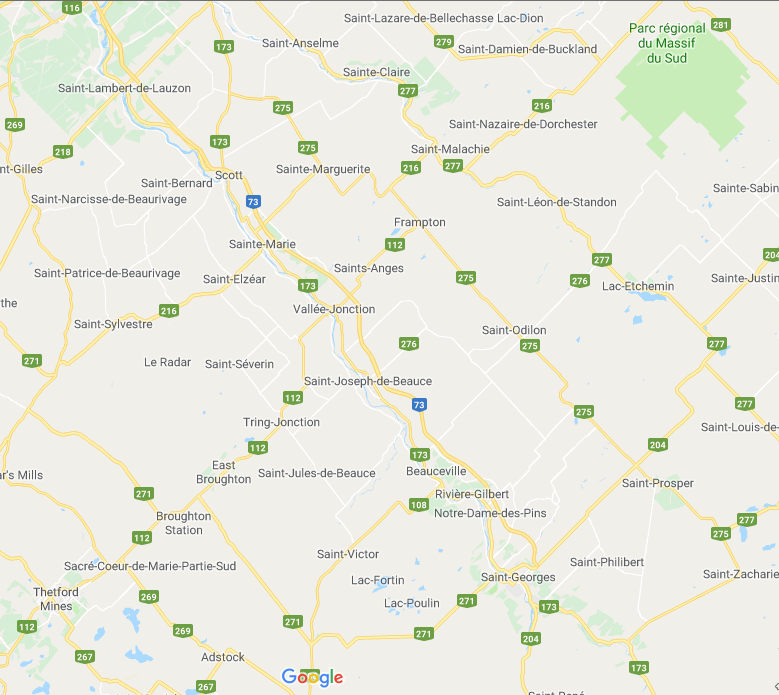 116
Saint-Lazare-de-Bellechasse
Lac-Dion
281
Parc régional
du Massif
du Sud
173
Saint-Anselme
279
Saint-Damien-de-Buckland
Sainte-Claire
277
Saint-Lambert-de-Lauzon
275
216
269
Saint-Nazaire-de-Dorchester
173
275
Saint-Malachie
218
nt-Gilles
Sainte-Marguerite
216
277
Scott
Saint-Bernard
Sainte-Sabin
Saint-Narcisse-de-Beaurivage
73
Saint-Léon-de-Standon
Frampton
Sainte-Marie
112
204
277
Saints-Anges
Saint-Patrice-de-Beaurivage
Saint-Elzéar
173
275
276
Lac-Etchemin
Sainte-Justin
the
216
Vallée-Jonction
Saint-Sylvestre
Saint-Odilon
276
275
277
271
Le Radar
Saint-Séverin
Saint-Joseph-de-Beauce
112
73
277
275
Tring-Jonction
Saint-Louis-de-
112
204
173
East
Broughton
Saint-Jules-de-Beauce
Beauceville
ar's Mills
Saint-Prosper
271
Rivière-Gilbert
108
Notre-Dame-des-Pins
Broughton
Station
277
275
112
Saint-Victor
Saint-Philibert
Sacré-Coeur-de-Marie-Partie-Sud
Saint-Zacharie
Lac-Fortin
Saint-Georges
Thetford
Mines
269
Lac-Poulin
271
173
271
112
269
271
204
267
Adstock
173
Google
267